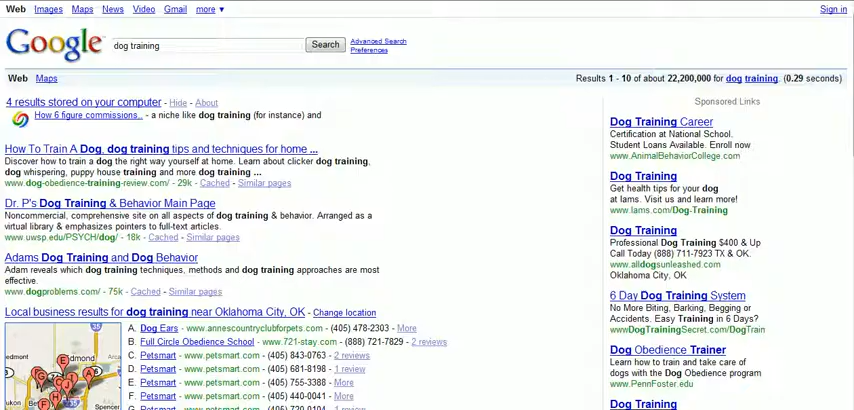 Web Images Maps News Video Gmail more ▼ Sign in
Google dog training Search Advanced Search
Preferences
Web Maps Results 1 - 10 of about 22,200,000 for dog training. (0.29 seconds)
4 results stored on your computer - Hide - About
How 6 figure commissions.. - a niche like dog training (for instance) and
How To Train A Dog, dog training tips and techniques for home ...
Discover how to train a dog the right way yourself at home. Learn about clicker dog training,
dog whispering, puppy house training and more dog training ...
www.dog-obedience-training-review.com/ - 29k - Cached - Similar pages
Dr. P's Dog Training & Behavior Main Page
Noncommercial, comprehensive site on all aspects of dog training & behavior. Arranged as a
virtual library & emphasizes pointers to full-text articles.
www.uwsp.edu/PSYCH/dog/ - 18k - Cached - Similar pages
Adams Dog Training and Dog Behavior
Adam reveals which dog training techniques, methods and dog training approaches are most
effective.
www.dogproblems.com/ - 75k - Cached - Similar pages
Local business results for dog training near Oklahoma City, OK - Change location
A. Dog Ears - www.annescountryclubforpets.com - (405) 478-2303 - More
B. Full Circle Obedience School - www.721-stay.com - (888) 721-7829 - 2 reviews
C. Petsmart - www.petsmart.com - (405) 843-0763 - 2 reviews
D. Petsmart - www.petsmart.com - (405) 681-8198 - 1 review
E. Petsmart - www.petsmart.com - (405) 755-3388 - More
F. Petsmart - www.petsmart.com - (405) 440-0041 - More
G. Petsmart - www.petsmart.com - (405) 720-0104 - 1 review
Sponsored Links
Dog Training Career
Certification at National School.
Student Loans Available. Enroll now
www.AnimalBehaviorCollege.com
Dog Training
Get health tips for your dog
at Iams. Visit us and learn more!
www.Iams.com/Dog-Training
Dog Training
Professional Dog Training $400 & Up
Call Today (888) 711-7923 TX & OK.
www.alldogsunleashed.com
Oklahoma City, OK
6 Day Dog Training System
No More Biting, Barking, Begging or
Accidents. Easy Training in 6 Days?
wwwDogTrainingSecret.com/DogTrain
Dog Obedience Trainer
Learn how to train and take care of
dogs with the Dog Obedience program
www.PennFoster.edu
Dog Training